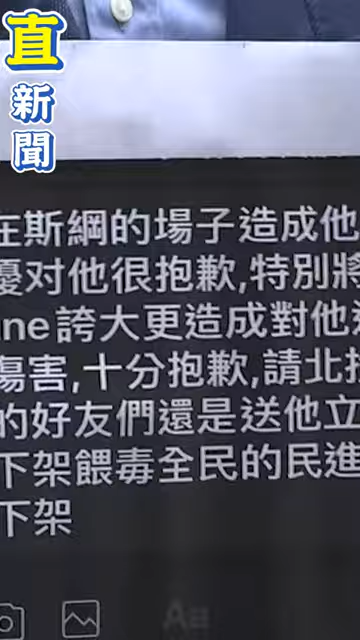 直
新
聞
在斯綱的場子造成他
擾对他很抱歉,特別將
ne誇大更造成對他
傷害,十分抱歉,請北投
的好友們還是送他立
下架餵毒全民的民進
下架
Aa